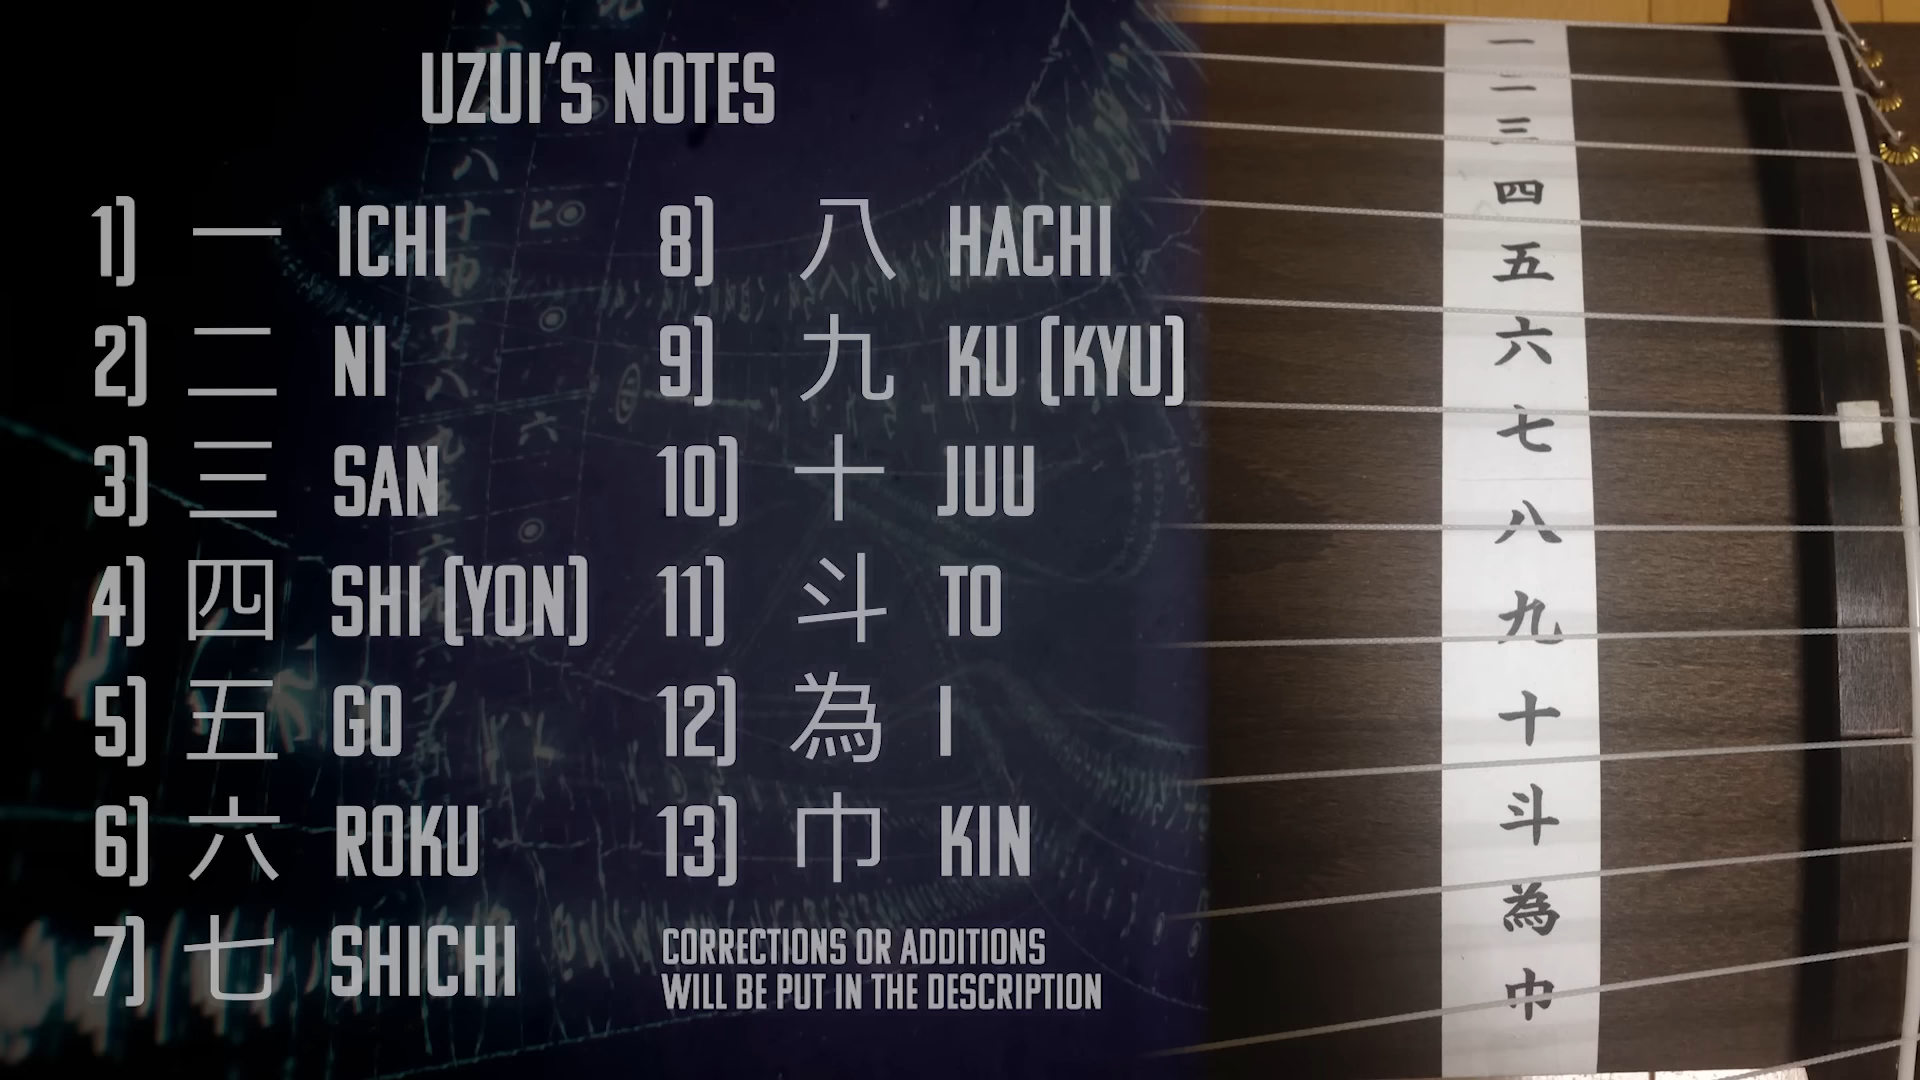 UZUI'S NOTES
1) 一 ICHI
2) 二 NI
3) 三 SAN
4) 四 SHI (YON)
5) 五 GO
6) 六 ROKU
7) 七 SHICHI
8) 八 HACHI
9) 九 KU (KYU)
10) 十 JUU
11) 斗 TO
12) 為 I
13) 巾 KIN
CORRECTIONS OR ADDITIONS
WILL BE PUT IN THE DESCRIPTION
一
二
三
四
五
六
七
八
九
十
斗
為
巾